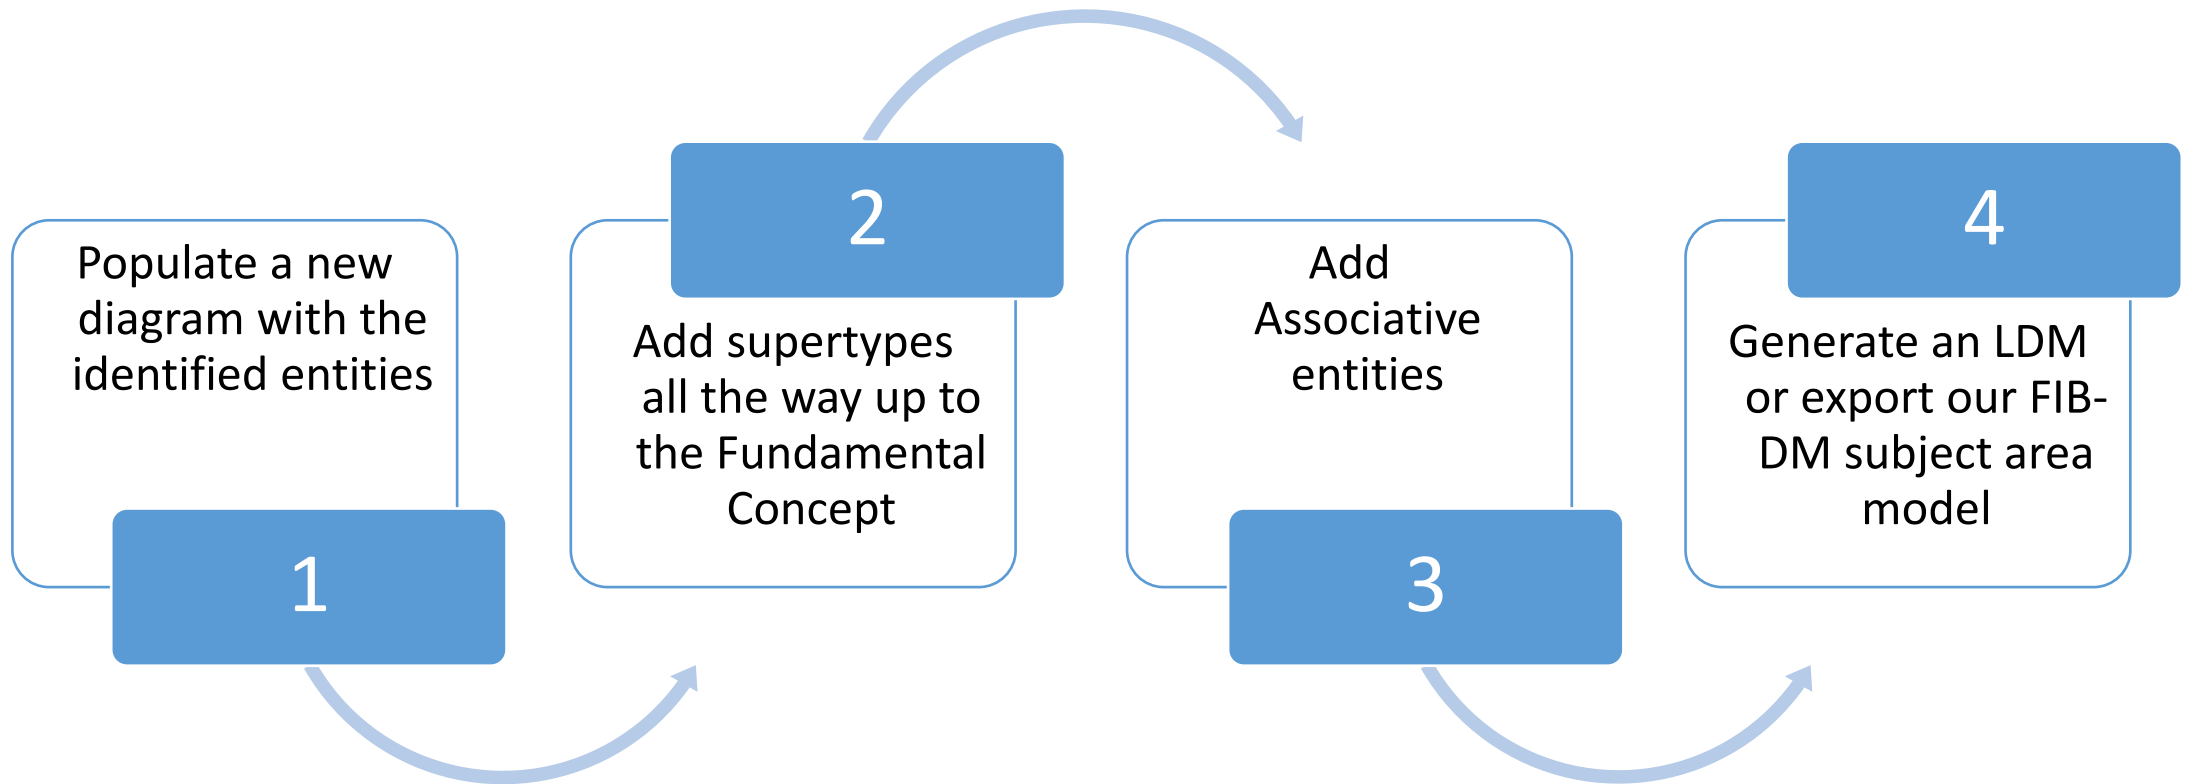 Populate a new
diagram with the
identified entities
1
2
Add supertypes
all the way up to
the Fundamental
Concept
Add
Associative
entities
3
4
Generate an LDM
or export our FIB-
DM subject area
model